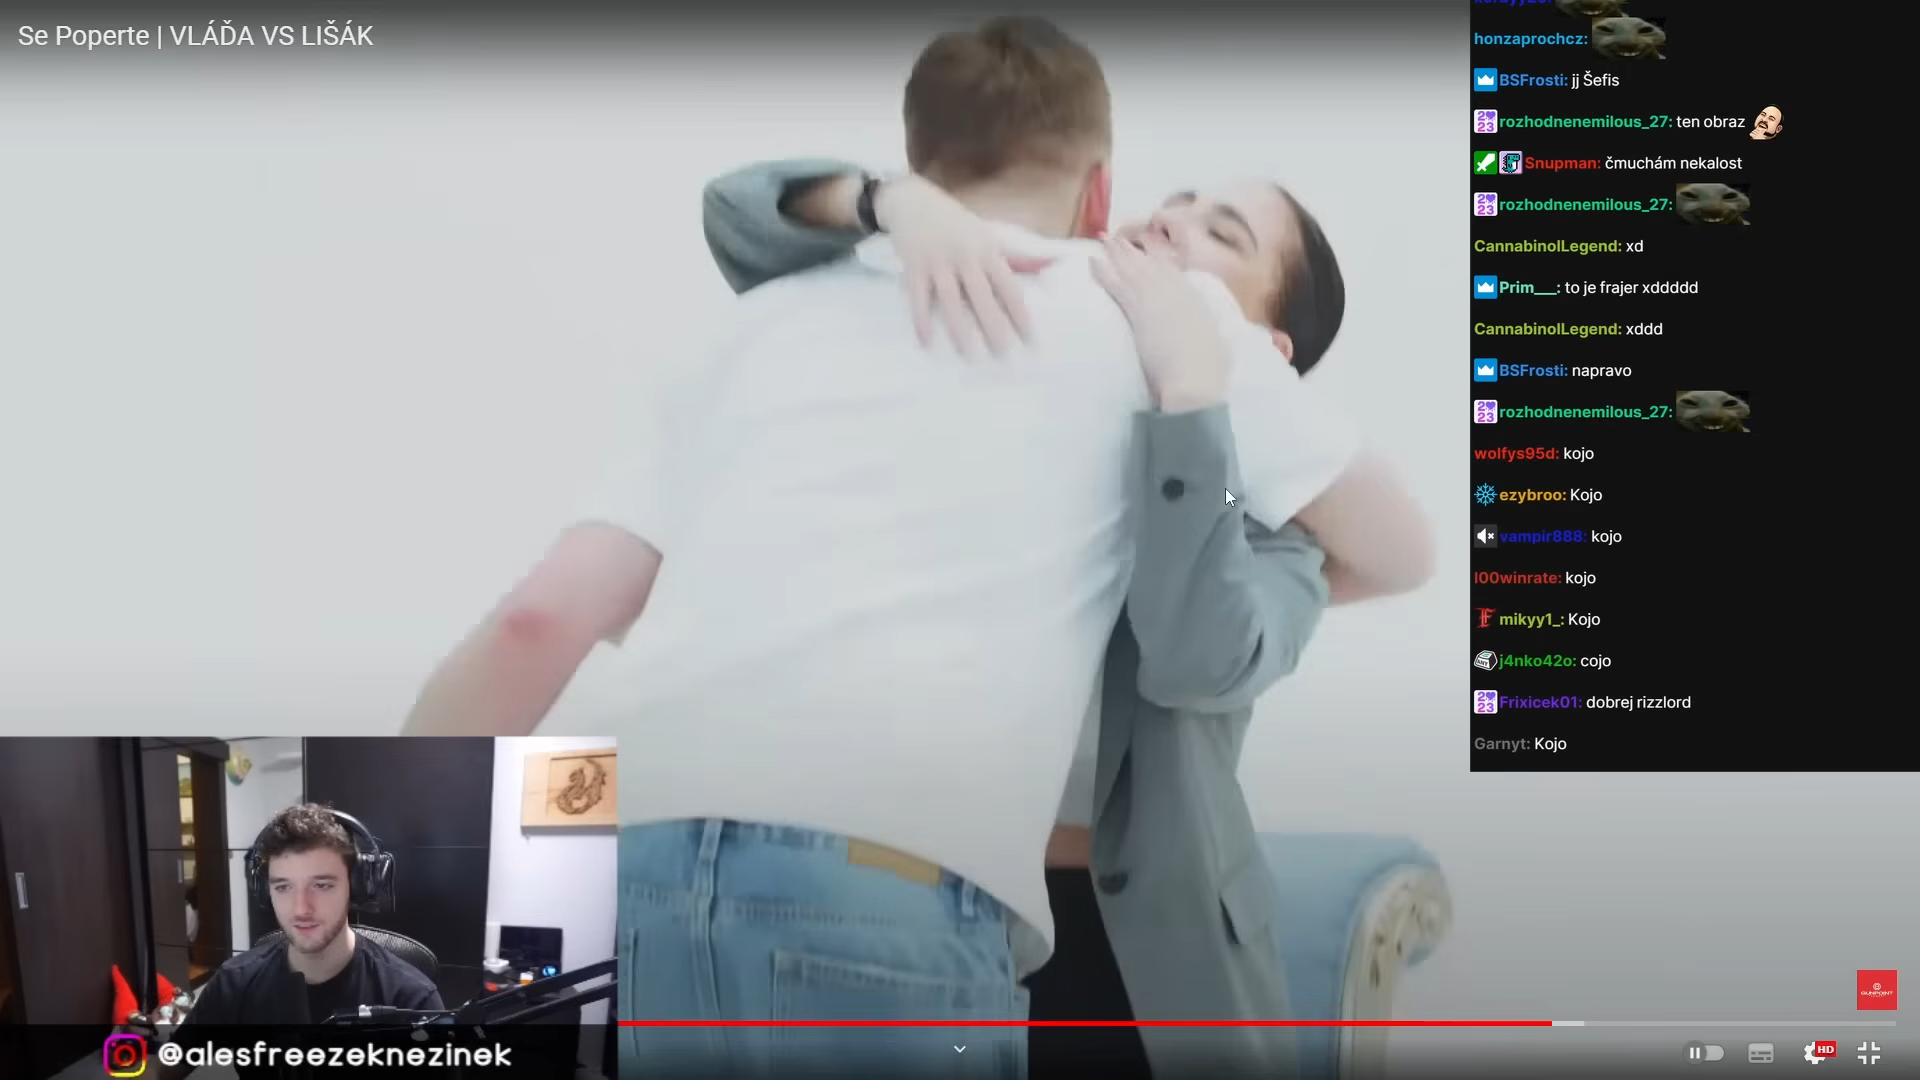 Se Poperte | VLÁĎA VS LIŠÁK
honzaprochcz:
BSFrosti: jj Šefis
rozhodnenemilous_27: ten obraz
Snupman: čmuchám nekalost
rozhodnenemilous_27:
CannabinolLegend: xd
Prim___: to je frajer xddddd
CannabinolLegend: xddd
BSFrosti: napravo
rozhodnenemilous_27:
wolfys95d: kojo
ezybroo: Kojo
vampir888: kojo
l00winrate: kojo
mikyy1_: Kojo
j4nko42o: cojo
Frixicek01: dobrej rizzlord
Garnyt: Kojo
GUNPOINT
@alesfreezeknezinek
HD